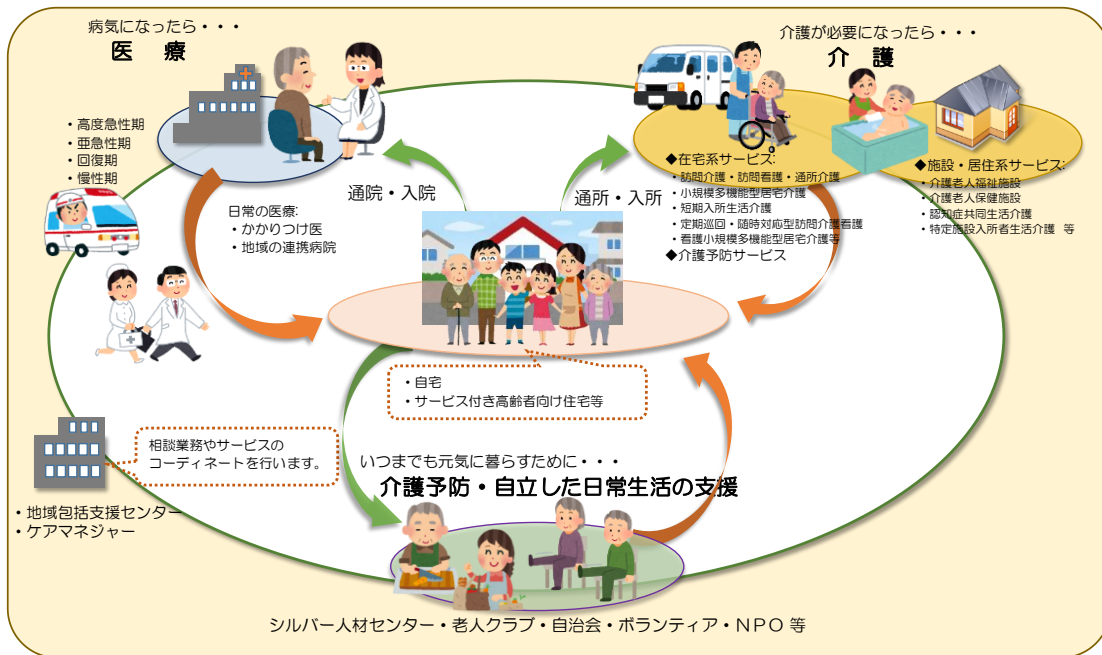 病気になったら・・・
医　療
・高度急性期
・亜急性期
・回復期
・慢性期
日常の医療:
・かかりつけ医
・地域の連携病院
通院・入院
介護が必要になったら・・・
介　護
通所・入所
◆在宅系サービス:
・訪問介護・訪問看護・通所介護
・小規模多機能型居宅介護
・短期入所生活介護
・定期巡回・随時対応型訪問介護看護
・看護小規模多機能型居宅介護等
◆介護予防サービス
◆施設・居住系サービス:
・介護老人福祉施設
・介護老人保健施設
・認知症共同生活介護
・特定施設入所者生活介護 等
・自宅
・サービス付き高齢者向け住宅等
相談業務やサービスの
コーディネートを行います。
・地域包括支援センター
・ケアマネジャー
いつまでも元気に暮らすために・・・
介護予防・自立した日常生活の支援
シルバー人材センター・老人クラブ・自治会・ボランティア・ＮＰＯ 等